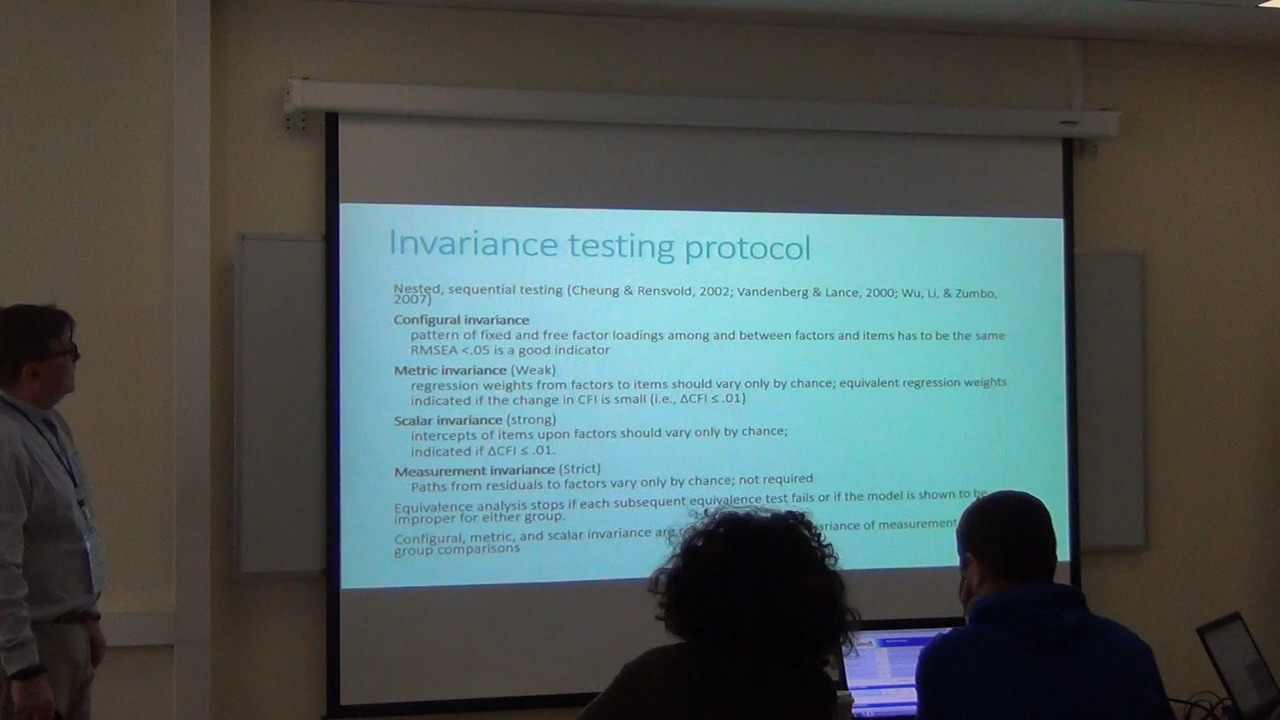 Invariance testing protocol
Nested, sequential testing (Cheung & Rensvold, 2002; Vandenberg & Lance, 2000; Wu, Li, & Zumbo,
2007)
Configural invariance
pattern of fixed and free factor loadings among and between factors and items has to be the same
RMSEA <.05 is a good indicator
Metric invariance (Weak)
regression weights from factors to items should vary only by chance; equivalent regression weights
indicated if the change in CFI is small (i.e., ΔCFI ≤ .01)
Scalar invariance (strong)
intercepts of items upon factors should vary only by chance;
indicated if ΔCFI ≤ .01.
Measurement invariance (Strict)
Paths from residuals to factors vary only by chance; not required
Equivalence analysis stops if each subsequent equivalence test fails or if the model is shown to be
improper for either group.
Configural, metric, and scalar invariance are of measurement
group comparisons